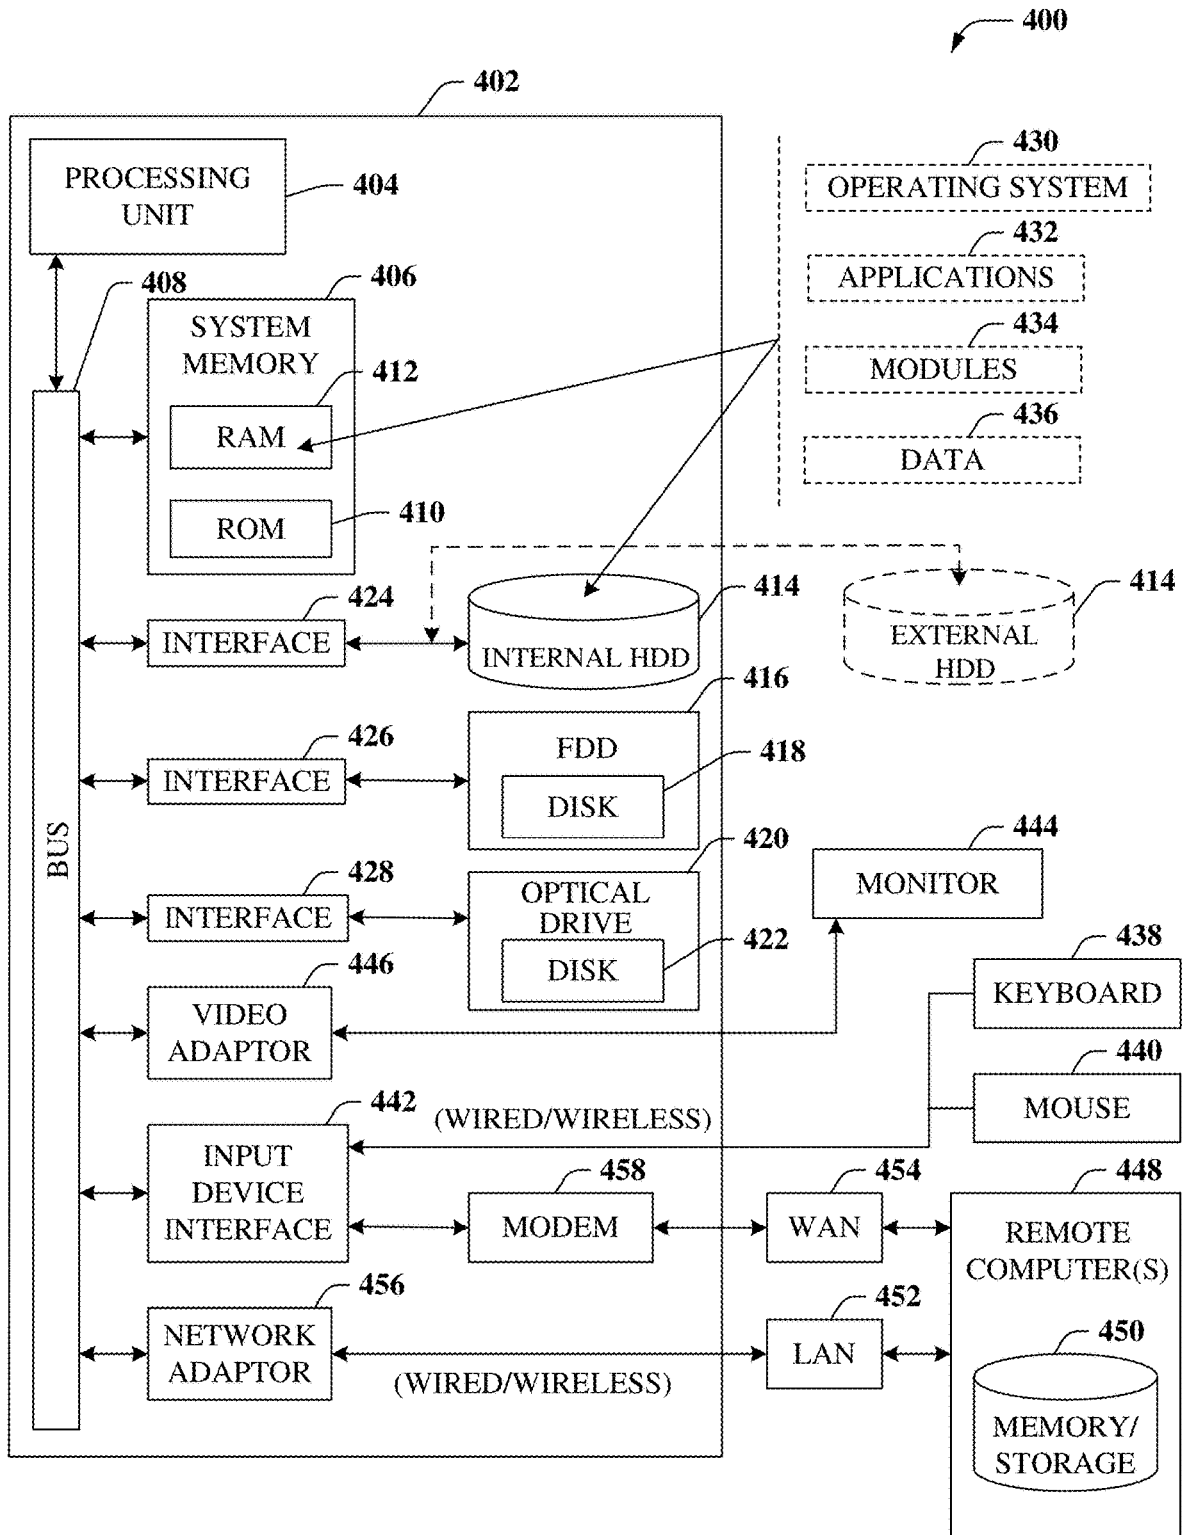 400
402
PROCESSING
UNIT
404
430
OPERATING SYSTEM
408
406
SYSTEM
MEMORY
432
APPLICATIONS
412
RAM
434
MODULES
410
ROM
436
DATA
424
INTERFACE
414
INTERNAL HDD
414
EXTERNAL
HDD
416
FDD
426
INTERFACE
418
DISK
BUS
420
OPTICAL
DRIVE
428
INTERFACE
422
DISK
444
MONITOR
446
VIDEO
ADAPTOR
438
KEYBOARD
440
MOUSE
442
(WIRED/WIRELESS)
INPUT
DEVICE
INTERFACE
458
MODEM
454
WAN
448
REMOTE
COMPUTER(S)
456
NETWORK
ADAPTOR
(WIRED/WIRELESS)
452
LAN
450
MEMORY/
STORAGE